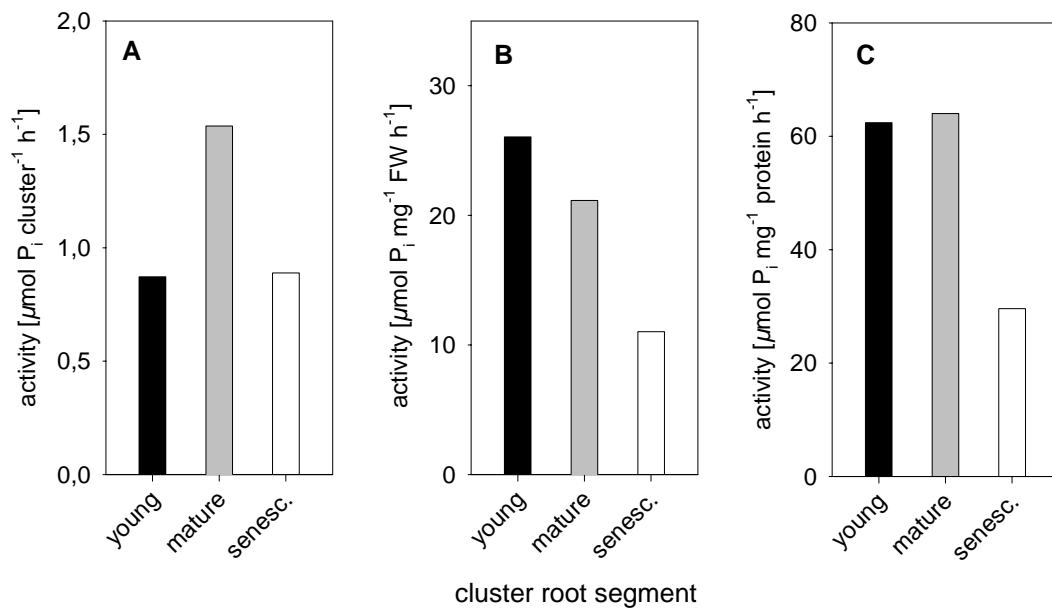 A
activity [µmol Pi cluster-1 h-1]
2,0
1,5
1,0
0,5
0,0
young
mature
senesc.
B
activity [µmol Pi mg-1 FW h-1]
30
20
10
0
young
mature
senesc.
C
activity [µmol Pi mg-1 protein h-1]
80
60
40
20
0
young
mature
senesc.
cluster root segment